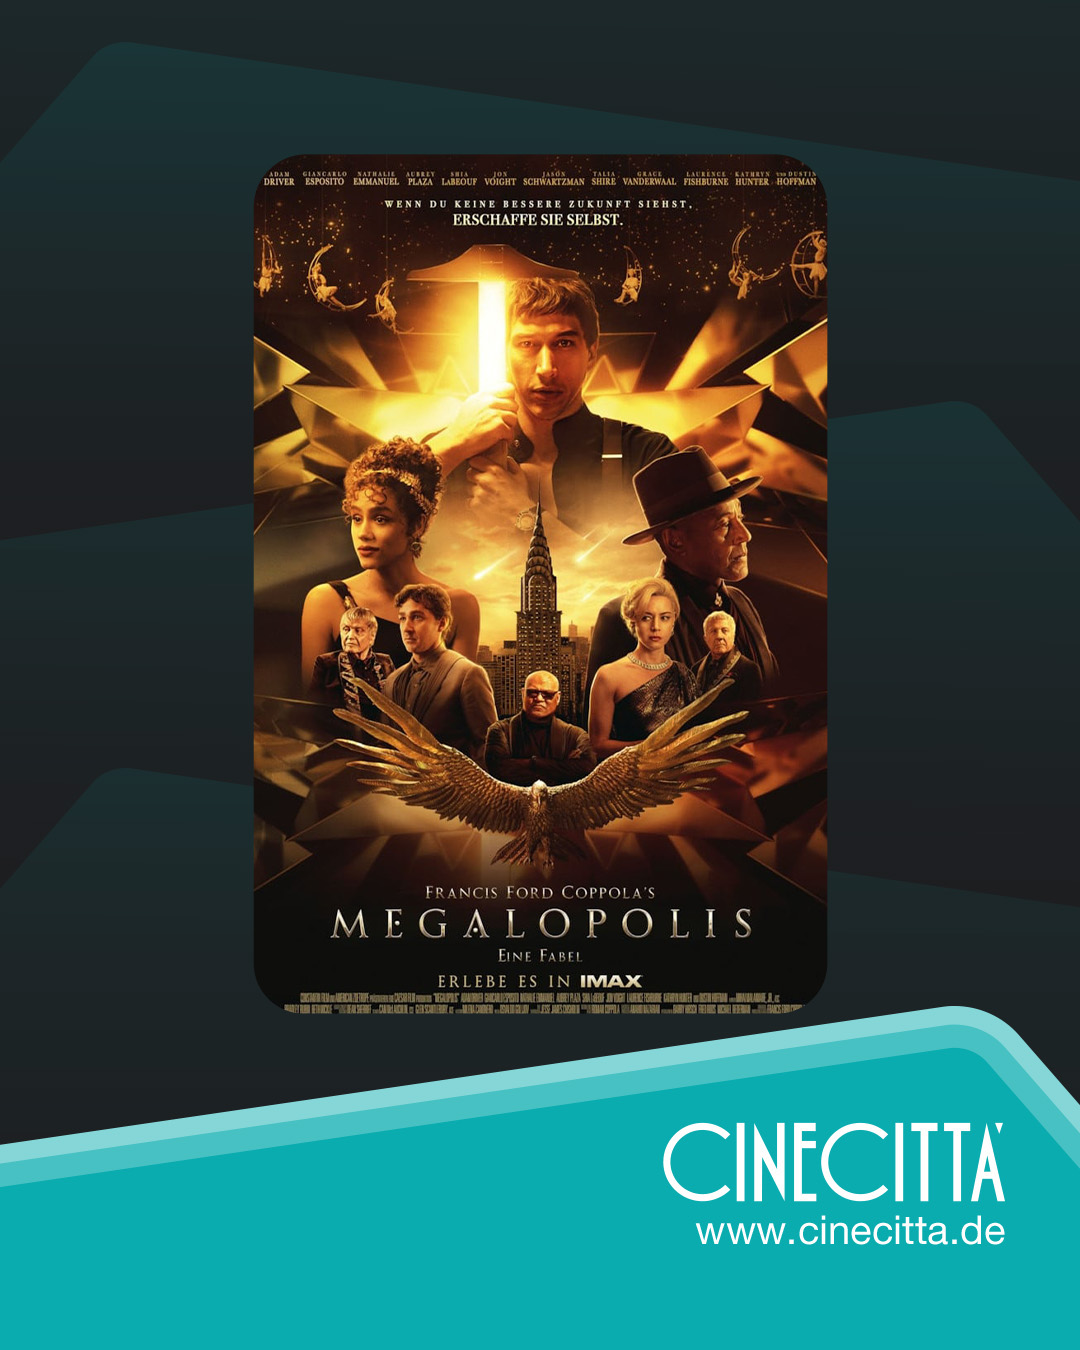 ADAM DRIVER GIANCARLO ESPOSITO NATHALIE EMMANUEL AUBREY PLAZA SHIA LaBEOUF JON VOIGHT JASON SCHWARTZMAN TALIA SHIRE GRACE VANDERWAAL LAURENCE FISHBURNE KATHRYN HUNTER UND DUSTIN HOFFMAN
WENN DU KEINE BESSERE ZUKUNFT SIEHST,
ERSCHAFFE SIE SELBST.
FRANCIS FORD COPPOLA'S
MEGALOPOLIS
EINE FABEL
ERLEBE ES IN IMAX
CINECITTÀ
www.cinecitta.de